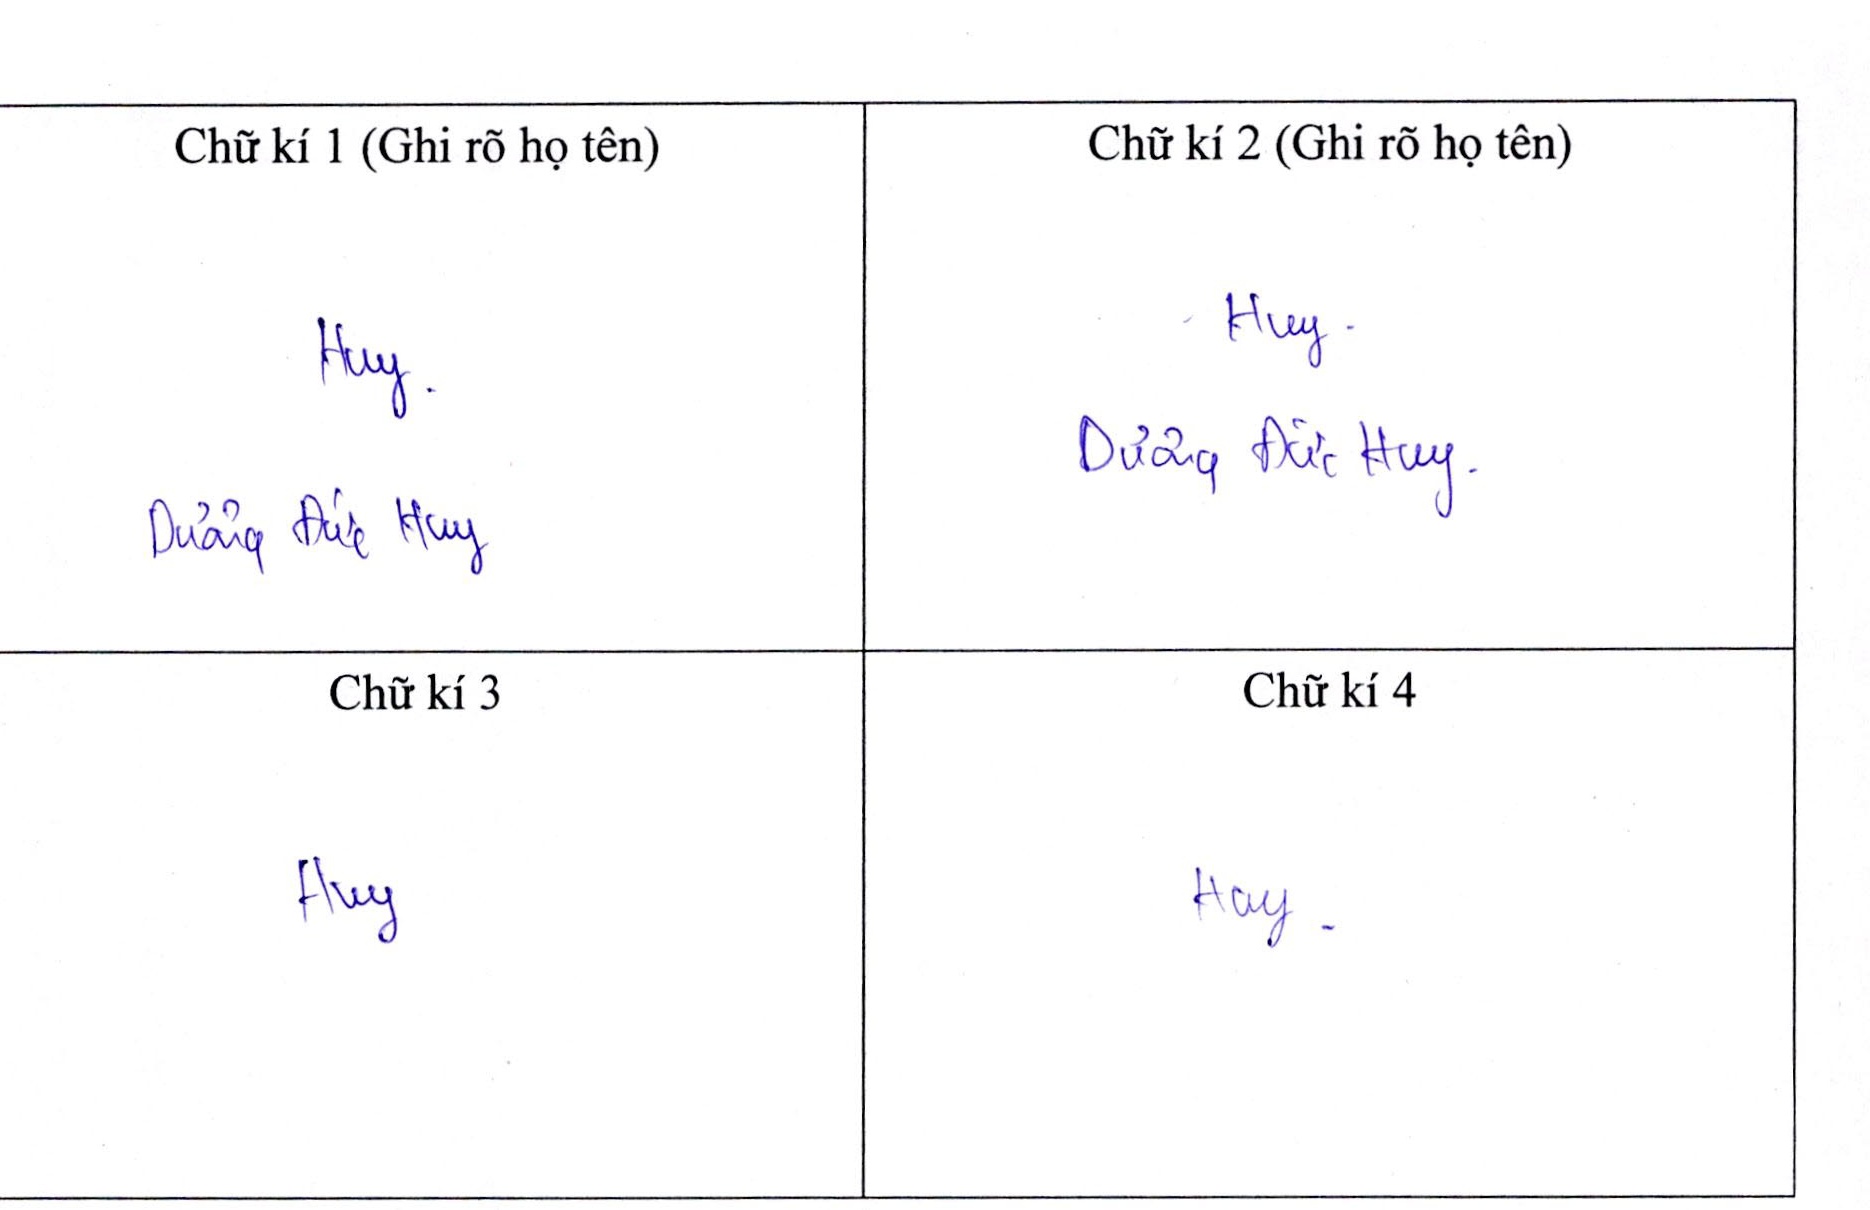 Chữ kí 1 (Ghi rõ họ tên)
Huy.
Dương Đức Huy
Chữ kí 2 (Ghi rõ họ tên)
Huy.
Dương Đức Huy.
Chữ kí 3
Huy
Chữ kí 4
Huy.